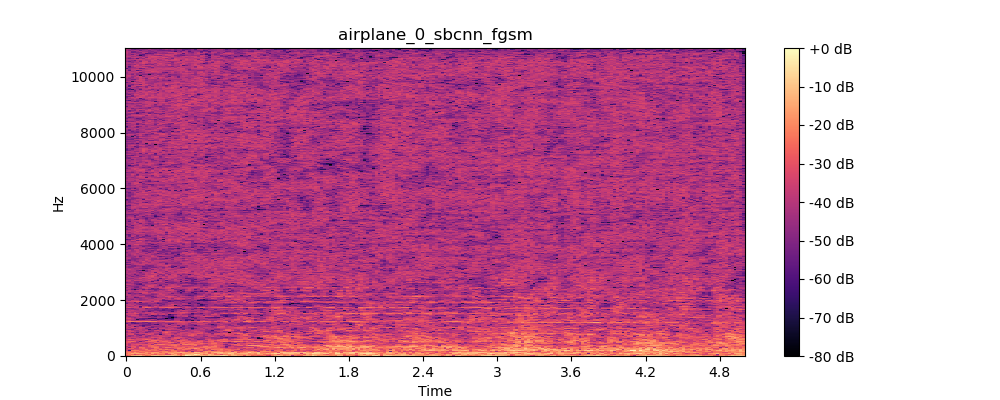 airplane_0_sbcnn_fgsm
Hz
10000
8000
6000
4000
2000
0
0 0.6 1.2 1.8 2.4 3 3.6 4.2 4.8
Time
+0 dB
-10 dB
-20 dB
-30 dB
-40 dB
-50 dB
-60 dB
-70 dB
-80 dB